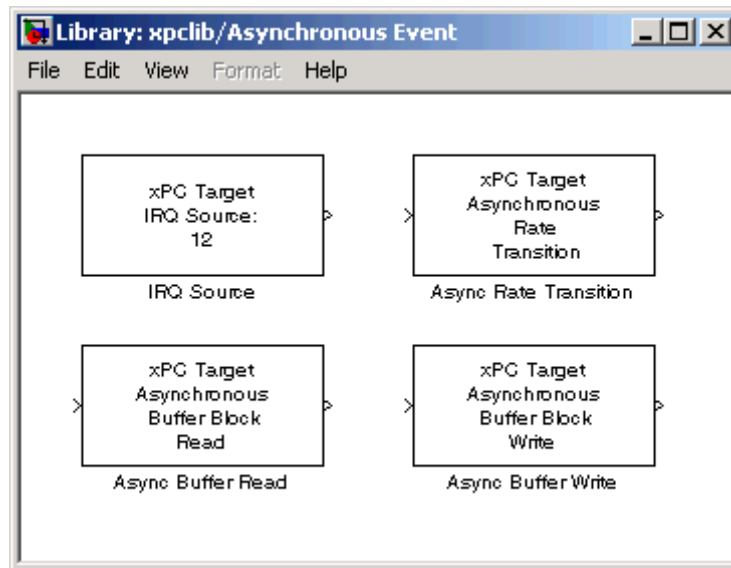 Library: xpclib/Asynchronous Event
File Edit View Format Help
xPC Target
IRQ Source:
12
IRQ Source
xPC Target
Asynchronous
Rate
Transition
Async Rate Transition
xPC Target
Asynchronous
Buffer Block
Read
Async Buffer Read
xPC Target
Asynchronous
Buffer Block
Write
Async Buffer Write